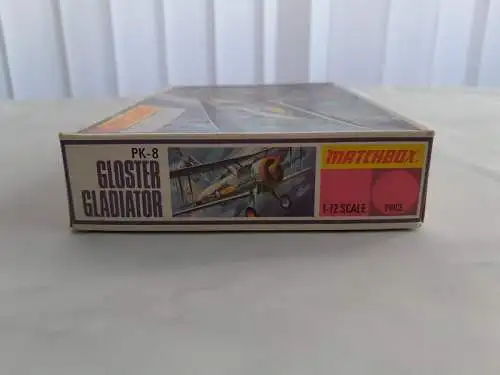 PK-8
GLOSTER
GLADIATOR
MATCHBOX
1-72 SCALE
PRICE